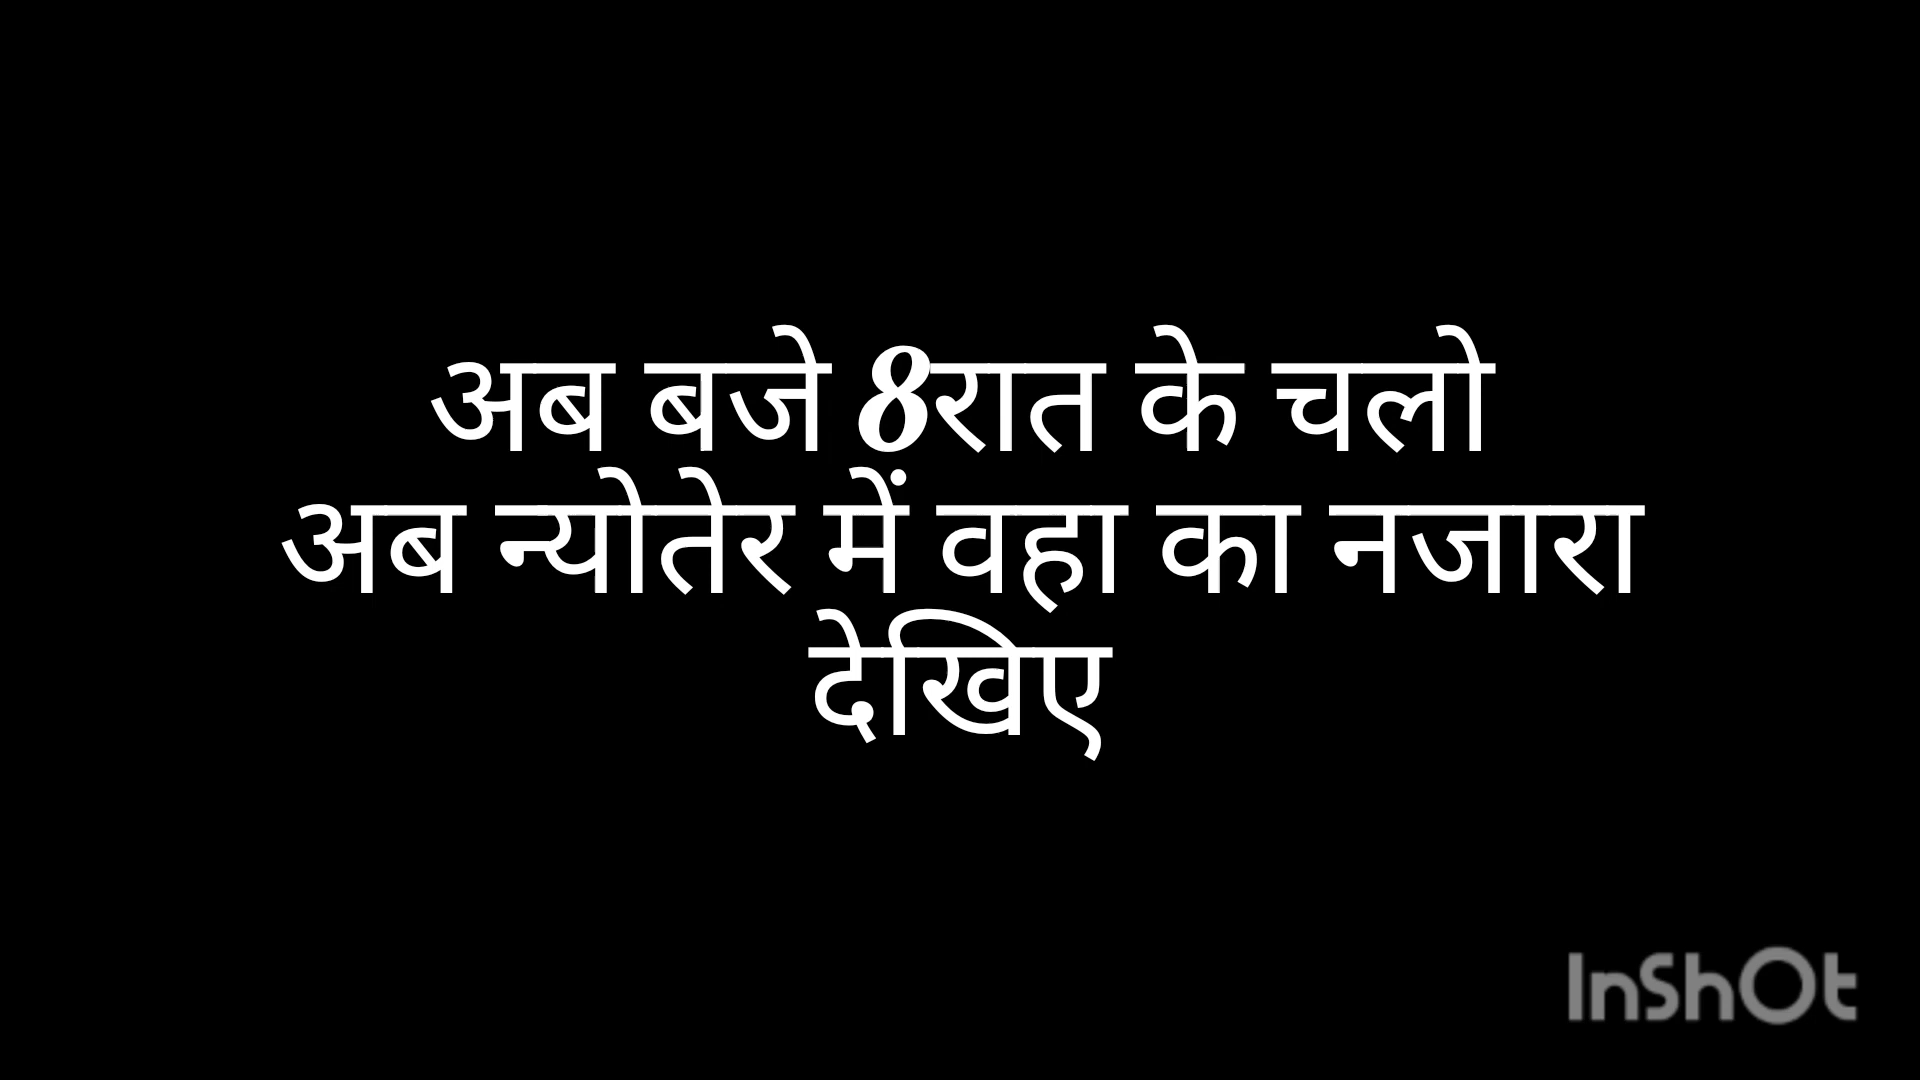 अब बजे 8रात के चलो
अब न्योतेर में वहा का नजारा
देखिए
InShOt